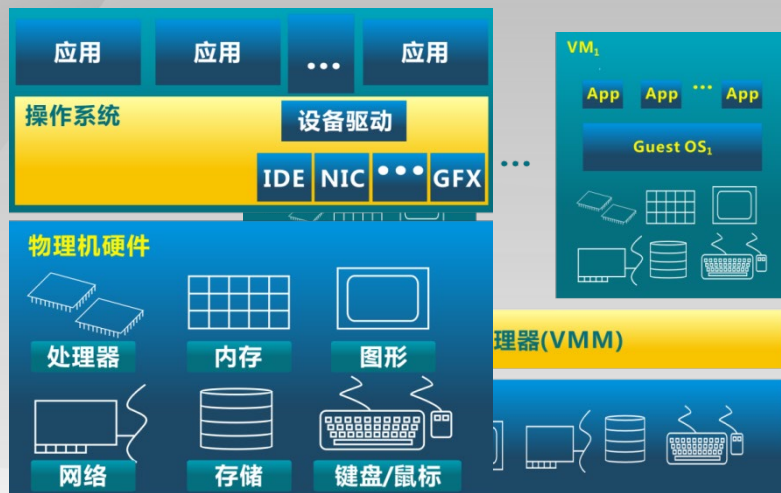 应用
应用
...
应用
操作系统
设备驱动
IDE
NIC
...
GFX
物理机硬件
处理器
内存
图形
网络
存储
键盘/鼠标
...
VM₁
App
App
...
App
Guest OS₁
理器(VMM)